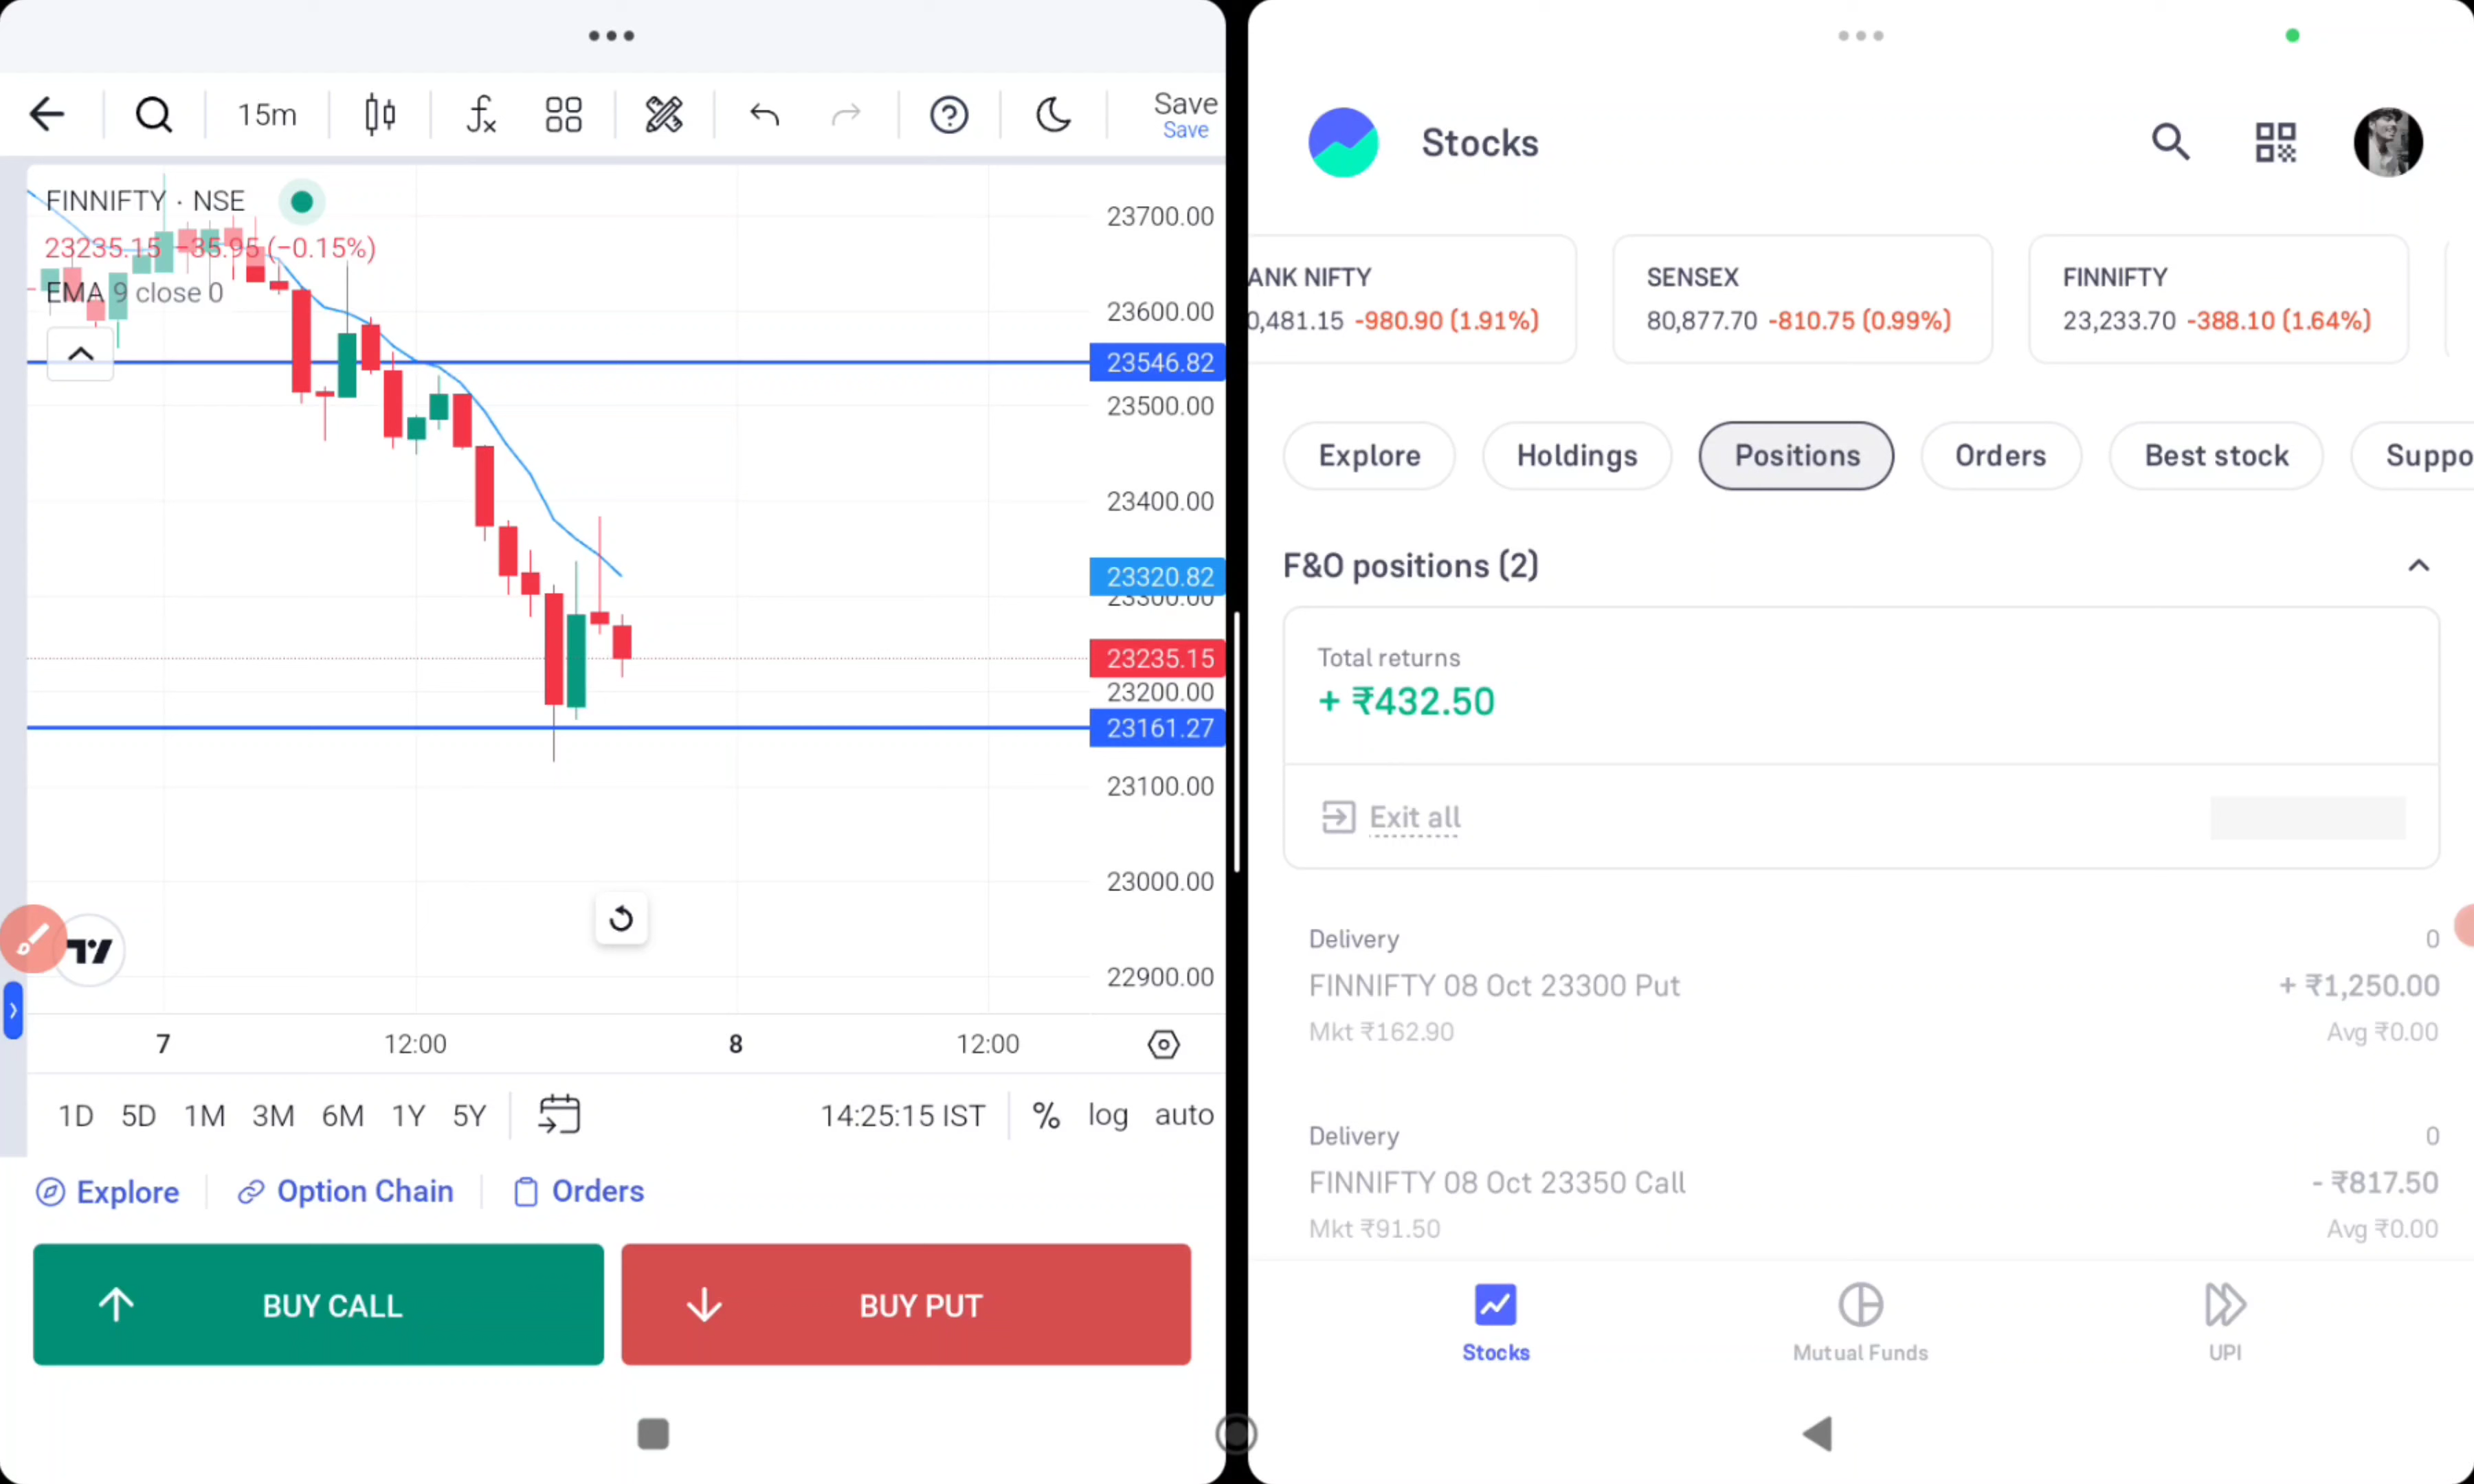 15m
Save
Save
FINNIFTY · NSE
23235.15 −35.95 (−0.15%)
EMA 9 close 0
23700.00
23600.00
23546.82
23500.00
23400.00
23320.82
23300.00
23235.15
23200.00
23161.27
23100.00
23000.00
22900.00
7 12:00 8 12:00
1D 5D 1M 3M 6M 1Y 5Y 14:25:15 IST % log auto
Explore Option Chain Orders
BUY CALL BUY PUT
Stocks
ANK NIFTY
0,481.15 -980.90 (1.91%)
SENSEX
80,877.70 -810.75 (0.99%)
FINNIFTY
23,233.70 -388.10 (1.64%)
Explore Holdings Positions Orders Best stock Suppo
F&O positions (2)
Total returns
+ ₹432.50
Exit all
Delivery 0
FINNIFTY 08 Oct 23300 Put + ₹1,250.00
Mkt ₹162.90 Avg ₹0.00
Delivery 0
FINNIFTY 08 Oct 23350 Call - ₹817.50
Mkt ₹91.50 Avg ₹0.00
Stocks Mutual Funds UPI